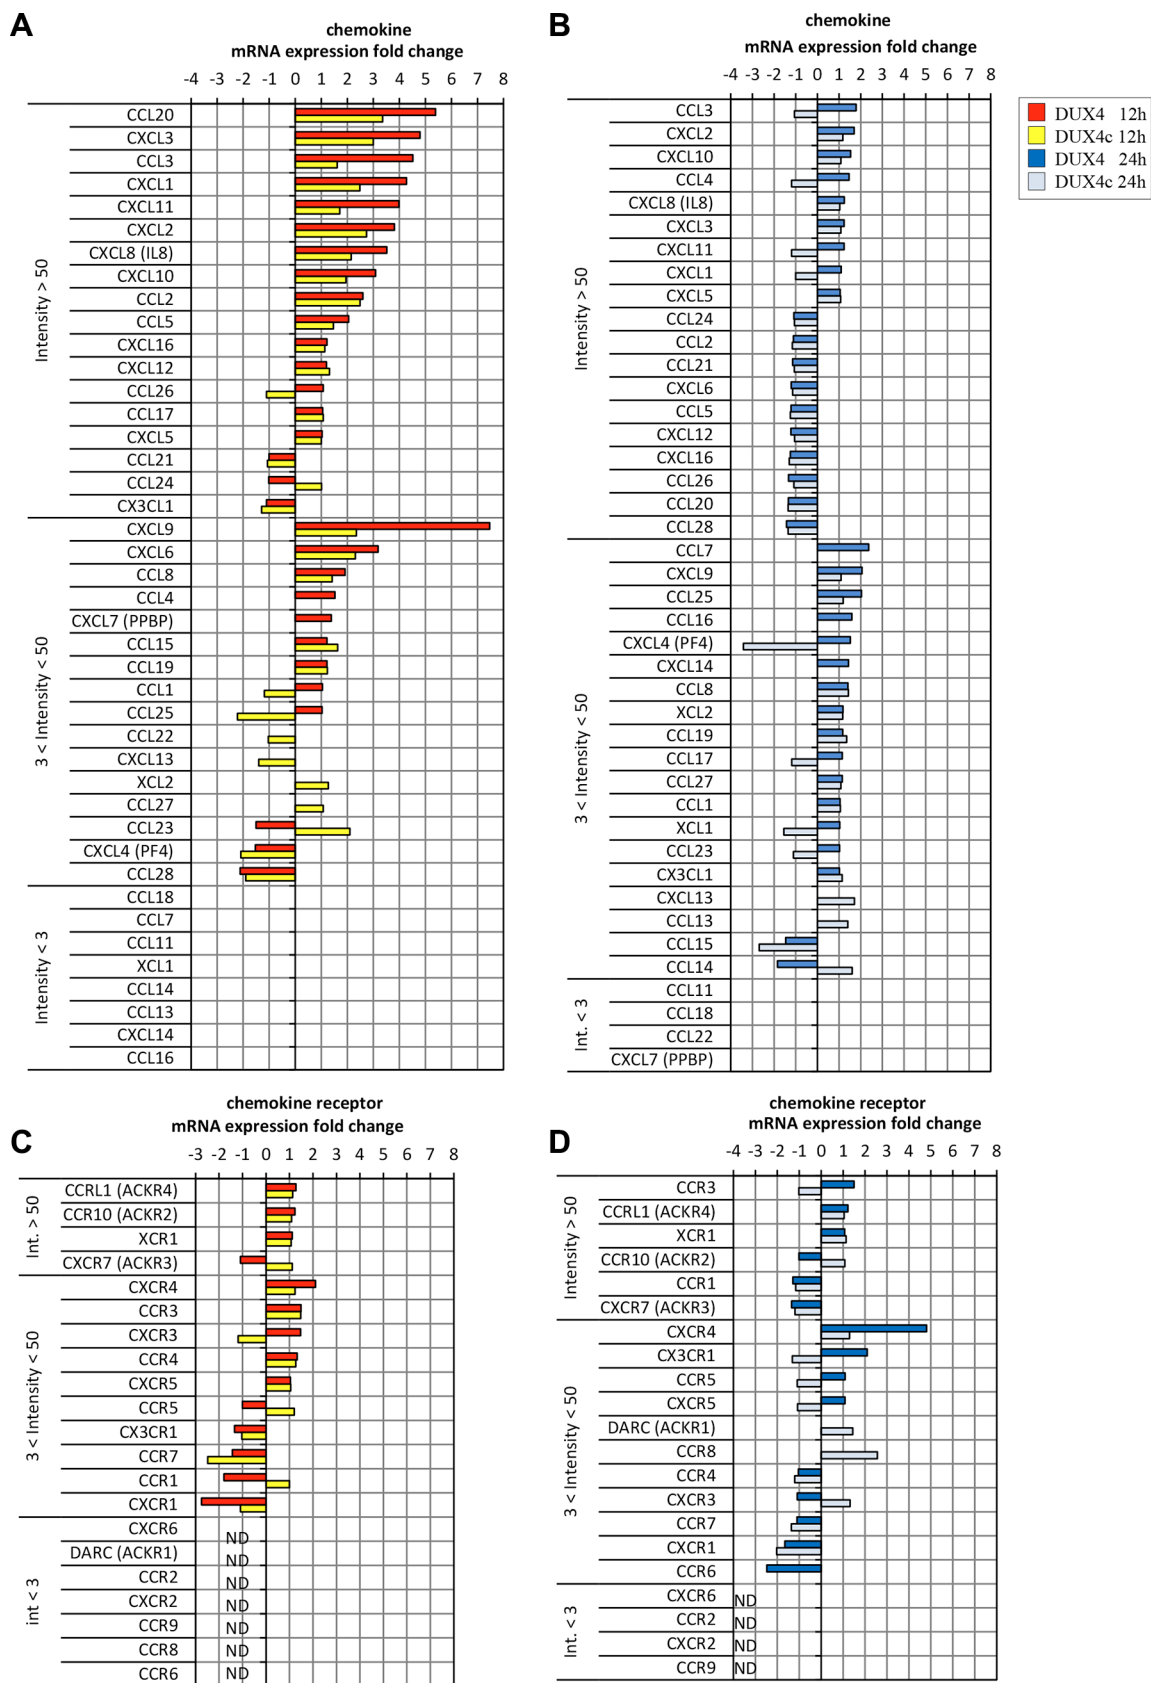 A
chemokine
mRNA expression fold change
-4 -3 -2 -1 0 1 2 3 4 5 6 7 8
Intensity > 50
CCL20
CXCL3
CCL3
CXCL1
CXCL11
CXCL2
CXCL8 (IL8)
CXCL10
CCL2
CCL5
CXCL16
CXCL12
CCL26
CCL17
CXCL5
CCL21
CCL24
CX3CL1
3 < Intensity < 50
CXCL9
CXCL6
CCL8
CCL4
CXCL7 (PPBP)
CCL15
CCL19
CCL1
CCL25
CCL22
CXCL13
XCL2
CCL27
CCL23
CXCL4 (PF4)
CCL28
Intensity < 3
CCL18
CCL7
CCL11
XCL1
CCL14
CCL13
CXCL14
CCL16
B
chemokine
mRNA expression fold change
-4 -3 -2 -1 0 1 2 3 4 5 6 7 8
Intensity > 50
CCL3
CXCL2
CXCL10
CCL4
CXCL8 (IL8)
CXCL3
CXCL11
CXCL1
CXCL5
CCL24
CCL2
CCL21
CXCL6
CCL5
CXCL12
CXCL16
CCL26
CCL20
CCL28
3 < Intensity < 50
CCL7
CXCL9
CCL25
CCL16
CXCL4 (PF4)
CXCL14
CCL8
XCL2
CCL19
CCL17
CCL27
CCL1
XCL1
CCL23
CX3CL1
CXCL13
CCL13
CCL15
CCL14
Int. < 3
CCL11
CCL18
CCL22
CXCL7 (PPBP)
DUX4 12h
DUX4c 12h
DUX4 24h
DUX4c 24h
C
chemokine receptor
mRNA expression fold change
-3 -2 -1 0 1 2 3 4 5 6 7 8
Int. > 50
CCRL1 (ACKR4)
CCR10 (ACKR2)
XCR1
CXCR7 (ACKR3)
3 < Intensity < 50
CXCR4
CCR3
CXCR3
CCR4
CXCR5
CCR5
CX3CR1
CCR7
CCR1
CXCR1
int < 3
CXCR6 ND
DARC (ACKR1) ND
CCR2 ND
CXCR2 ND
CCR9 ND
CCR8 ND
CCR6 ND
D
chemokine receptor
mRNA expression fold change
-4 -3 -2 -1 0 1 2 3 4 5 6 7 8
Intensity > 50
CCR3
CCRL1 (ACKR4)
XCR1
CCR10 (ACKR2)
CCR1
CXCR7 (ACKR3)
3 < Intensity < 50
CXCR4
CX3CR1
CCR5
CXCR5
DARC (ACKR1)
CCR8
CCR4
CXCR3
CCR7
CXCR1
CCR6
Int. < 3
CXCR6 ND
CCR2 ND
CXCR2 ND
CCR9 ND